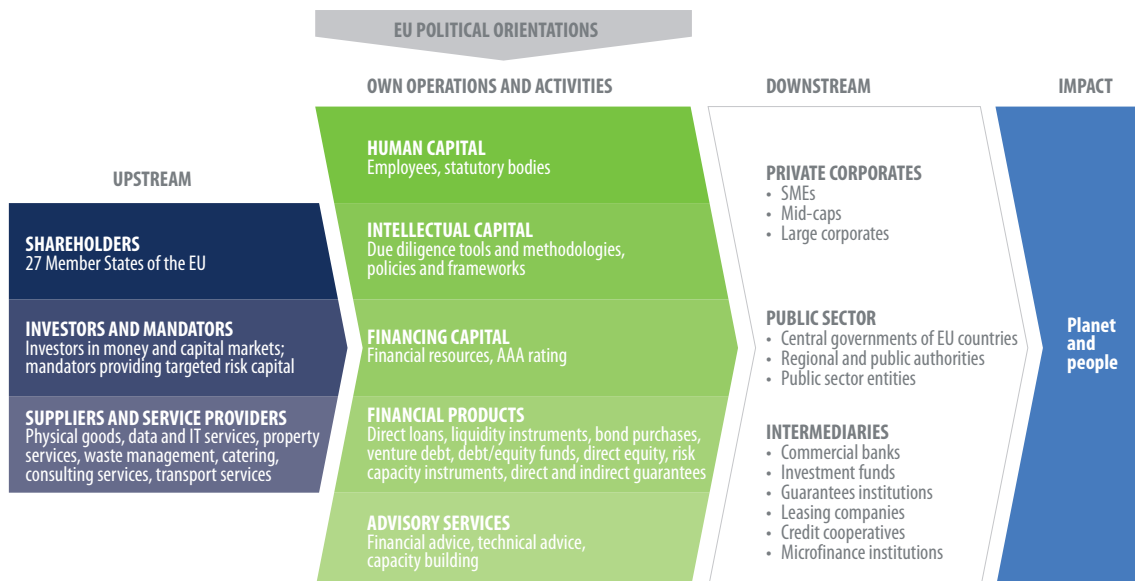 EU POLITICAL ORIENTATIONS
UPSTREAM
SHAREHOLDERS
27 Member States of the EU
INVESTORS AND MANDATORS
Investors in money and capital markets;
mandators providing targeted risk capital
SUPPLIERS AND SERVICE PROVIDERS
Physical goods, data and IT services, property
services, waste management, catering,
consulting services, transport services
OWN OPERATIONS AND ACTIVITIES
HUMAN CAPITAL
Employees, statutory bodies
INTELLECTUAL CAPITAL
Due diligence tools and methodologies,
policies and frameworks
FINANCING CAPITAL
Financial resources, AAA rating
FINANCIAL PRODUCTS
Direct loans, liquidity instruments, bond purchases,
venture debt, debt/equity funds, direct equity, risk
capacity instruments, direct and indirect guarantees
ADVISORY SERVICES
Financial advice, technical advice,
capacity building
DOWNSTREAM
PRIVATE CORPORATES
• SMEs
• Mid-caps
• Large corporates
PUBLIC SECTOR
• Central governments of EU countries
• Regional and public authorities
• Public sector entities
INTERMEDIARIES
• Commercial banks
• Investment funds
• Guarantees institutions
• Leasing companies
• Credit cooperatives
• Microfinance institutions
IMPACT
Planet
and
people